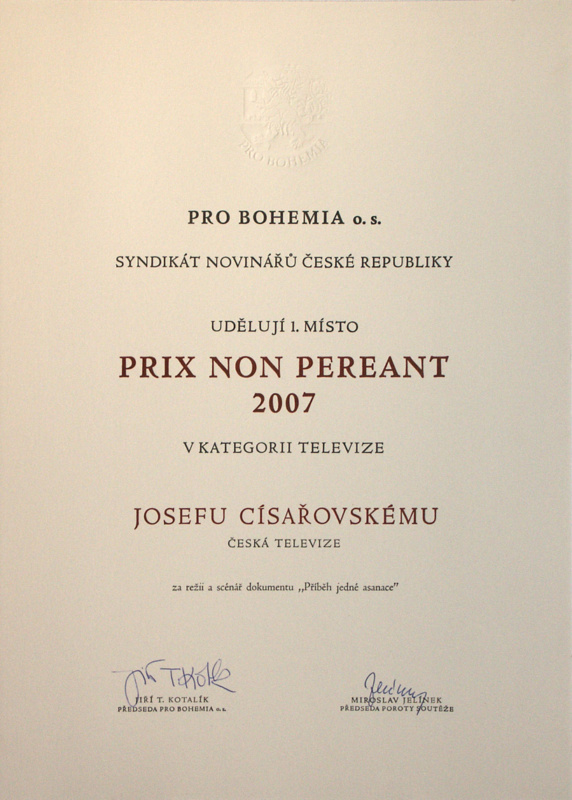 PRO BOHEMIA
PRO BOHEMIA o. s.
SYNDIKÁT NOVINÁŘŮ ČESKÉ REPUBLIKY
UDĚLUJÍ 1. MÍSTO
PRIX NON PEREANT
2007
V KATEGORII TELEVIZE
JOSEFU CÍSAŘOVSKÉMU
ČESKÁ TELEVIZE
za režii a scénář dokumentu ,,Příběh jedné asanace”
JIŘÍ T. KOTALÍK
PŘEDSEDA PRO BOHEMIA o. s.
MIROSLAV JELÍNEK
PŘEDSEDA POROTY SOUTĚŽE